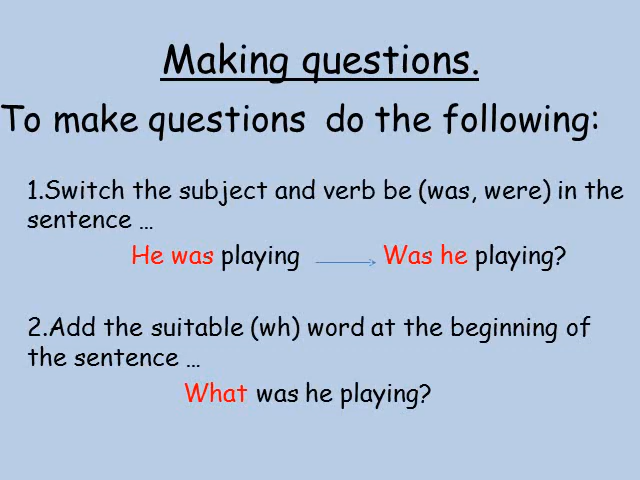 Making questions.
To make questions do the following:
1.Switch the subject and verb be (was, were) in the
sentence …
He was playing Was he playing?
2.Add the suitable (wh) word at the beginning of
the sentence …
What was he playing?